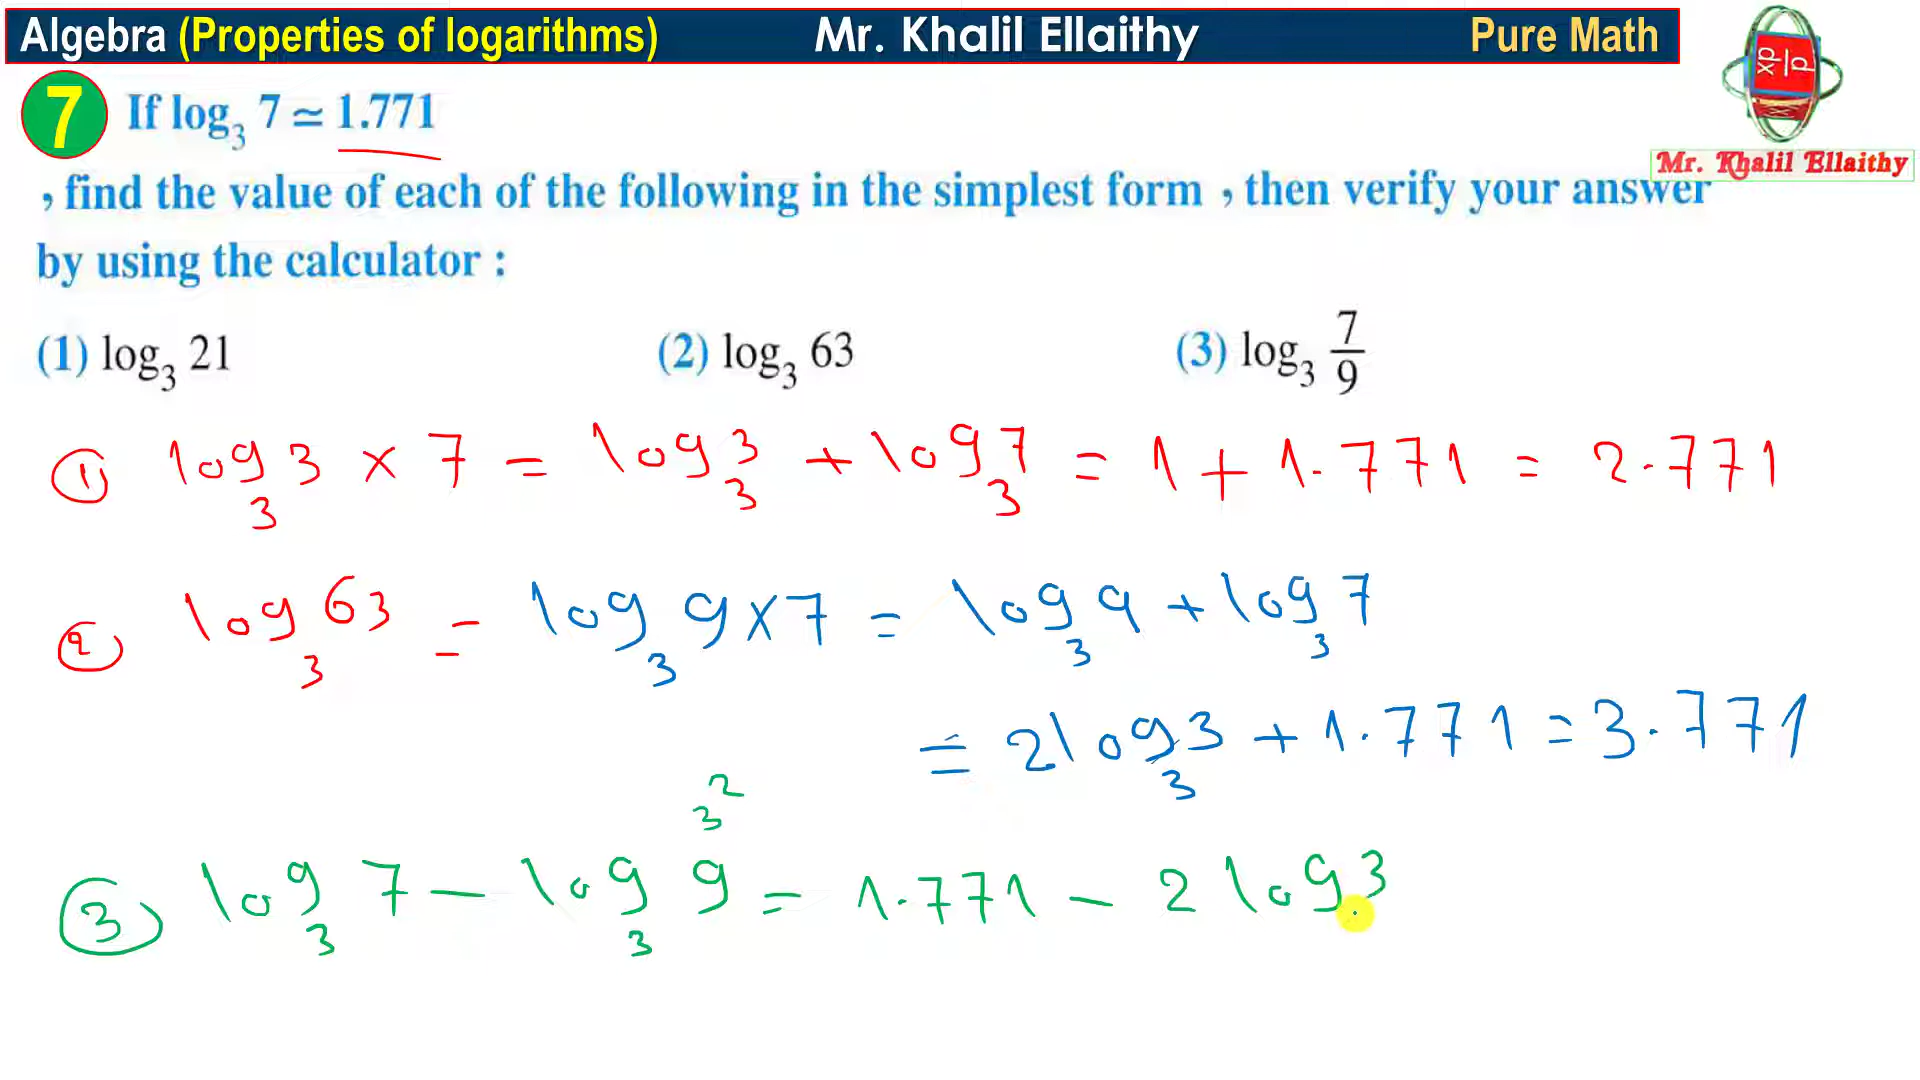 Algebra (Properties of logarithms) Mr. Khalil Ellaithy Pure Math
d/dx
Mr. Khalil Ellaithy
7 If log₃ 7 ≃ 1.771
, find the value of each of the following in the simplest form , then verify your answer
by using the calculator :
(1) log₃ 21 (2) log₃ 63 (3) log₃ 7/9
① log₃ 3 × 7 = log₃ 3 + log₃ 7 = 1 + 1.771 = 2.771
② log₃ 63 = log₃ 9 × 7 = log₃ 9 + log₃ 7
= 2 log₃ 3 + 1.771 = 3.771
3²
③ log₃ 7 − log₃ 9 = 1.771 − 2 log 3